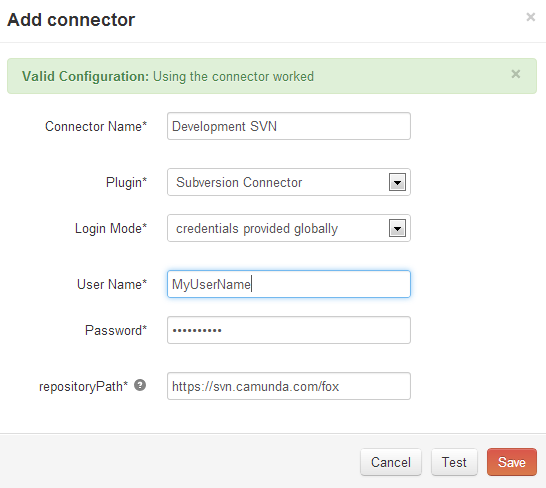 Add connector ×
Valid Configuration: Using the connector worked ×
Connector Name* Development SVN
Plugin* Subversion Connector
Login Mode* credentials provided globally
User Name* MyUserName
Password* ••••••••••
repositoryPath* ? https://svn.camunda.com/fox
Cancel Test Save